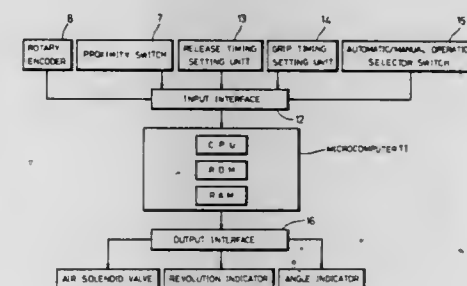 8 7 13 14 15
ROTARY ENCODER
PROXIMITY SWITCH
RELEASE TIMING SETTING UNIT
GRIP TIMING SETTING UNIT
AUTOMATIC/MANUAL OPERATIO
SELECTOR SWITCH
INPUT INTERFACE
12
CPU
ROM
RAM
MICROCOMPUTER 11
16
OUTPUT INTERFACE
AIR SOLENOID VALVE
REVOLUTION INDICATOR
ANGLE INDICATOR